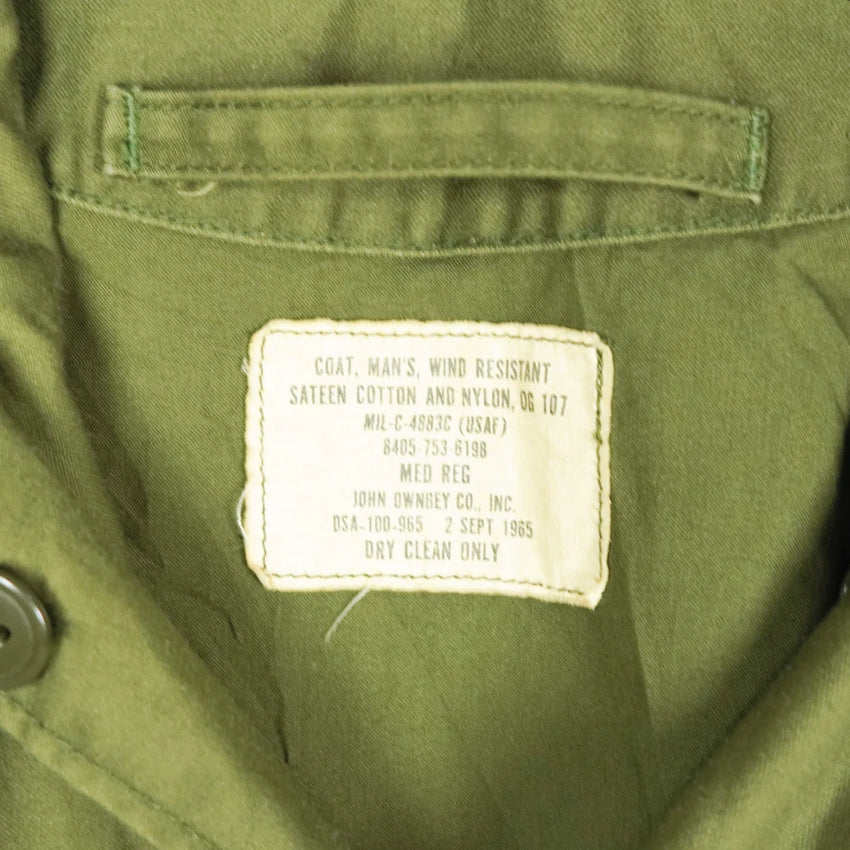 COAT, MAN'S, WIND RESISTANT
SATEEN COTTON AND NYLON, OG 107
MIL-C-4883C (USAF)
8405-753-6198
MED REG
JOHN OWNBEY CO., INC.
DSA-100-965 2 SEPT 1965
DRY CLEAN ONLY